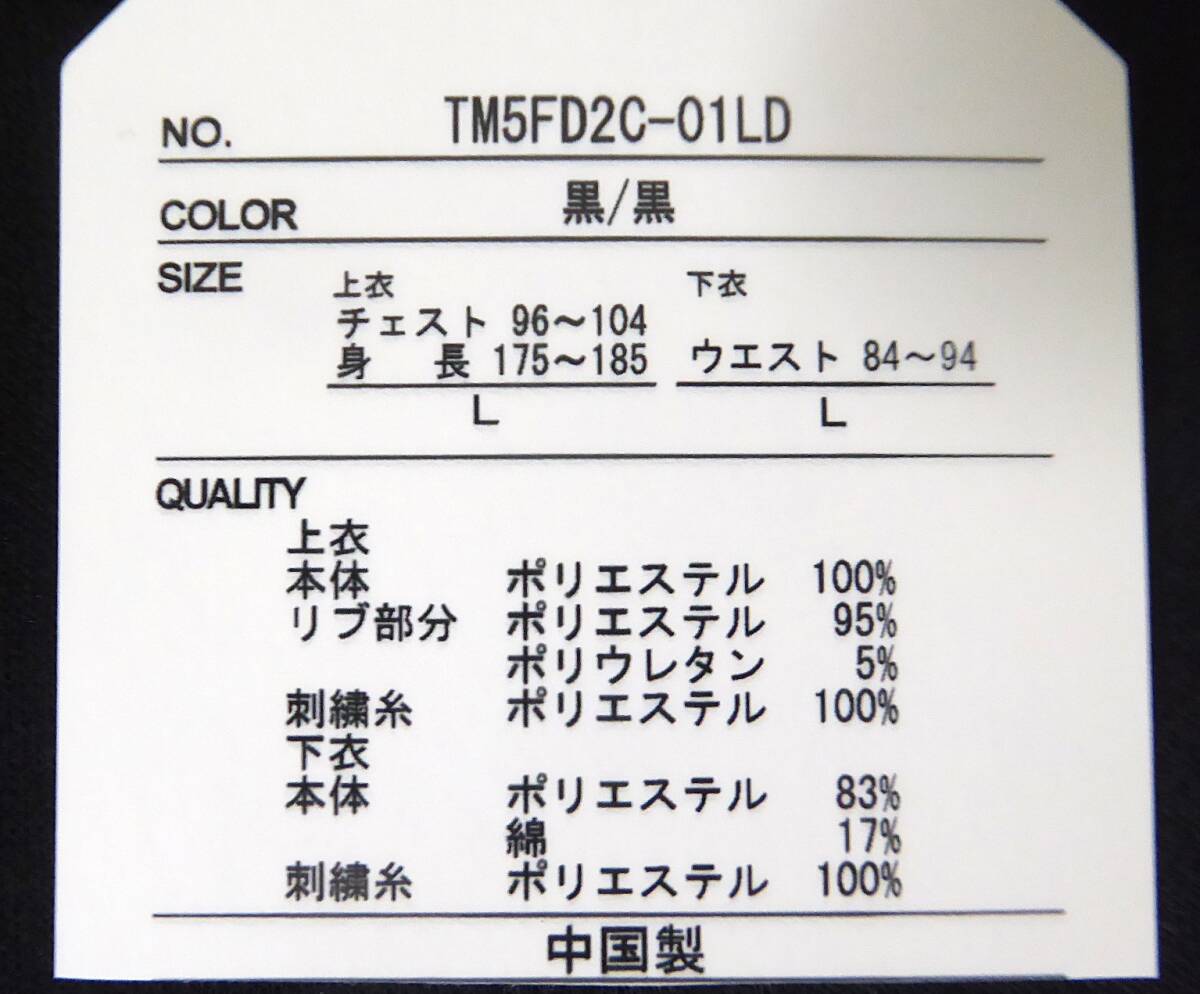 NO. TM5FD2C-01LD
COLOR 黒/黒
SIZE 上衣 下衣
チェスト 96～104
身 長 175～185 ウエスト 84～94
L L
QUALITY
上衣
本体 ポリエステル 100%
リブ部分 ポリエステル 95%
ポリウレタン 5%
刺繍糸 ポリエステル 100%
下衣
本体 ポリエステル 83%
綿 17%
刺繍糸 ポリエステル 100%
中国製